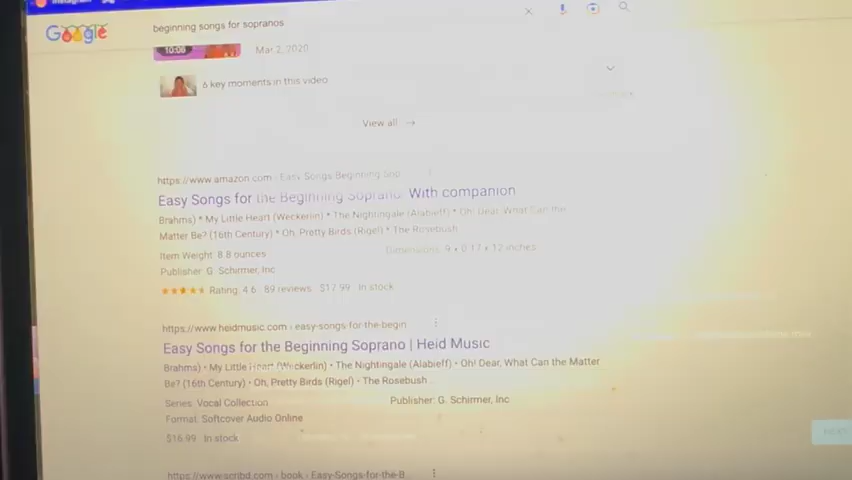 Google
beginning songs for sopranos
10:06
Mar 2, 2020
6 key moments in this video
View all →
https://www.amazon.com › Easy Songs Beginning Sop
Easy Songs for the Beginning Soprano: With companion
Brahms) * My Little Heart (Weckerlin) * The Nightingale (Alabieff) * Oh! Dear, What Can the
Matter Be? (16th Century) * Oh, Pretty Birds (Rigel) * The Rosebush
Item Weight: 8.8 ounces
Dimensions: 9 × 0.17 × 12 inches
Publisher: G. Schirmer, Inc
Rating: 4.6 · 89 reviews · $17.99 · In stock
https://www.heidmusic.com › easy-songs-for-the-begin
Easy Songs for the Beginning Soprano | Heid Music
Brahms) • My Little Heart (Weckerlin) • The Nightingale (Alabieff) • Oh! Dear, What Can the Matter
Be? (16th Century) • Oh, Pretty Birds (Rigel) • The Rosebush
Series: Vocal Collection
Publisher: G. Schirmer, Inc
Format: Softcover Audio Online
$16.99 · In stock
https://www.scribd.com › book › Easy-Songs-for-the-B